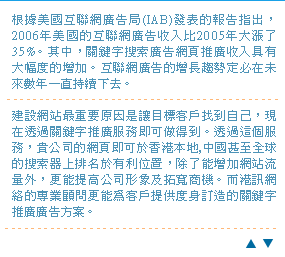 根據美國互聯網廣告局(IAB)發表的報告指出，
2006年美國的互聯網廣告收入比2005年大漲了
35%。其中，關鍵字搜索廣告網頁推廣收入具有
大幅度的增加。互聯網廣告的增長趨勢定必在未
來數年一直持續下去。
建設網站最重要原因是讓目標客戶找到自己，現
在透過關鍵字推廣服務即可做得到。透過這個服
務，貴公司的網頁即可於香港本地,中國甚至全球
的搜索器上排名於有利位置，除了能增加網站流
量外，更能提高公司形象及拓寬商機。而港訊網
絡的專業顧問更能爲客戶提供度身訂造的關鍵字
推廣廣告方案。